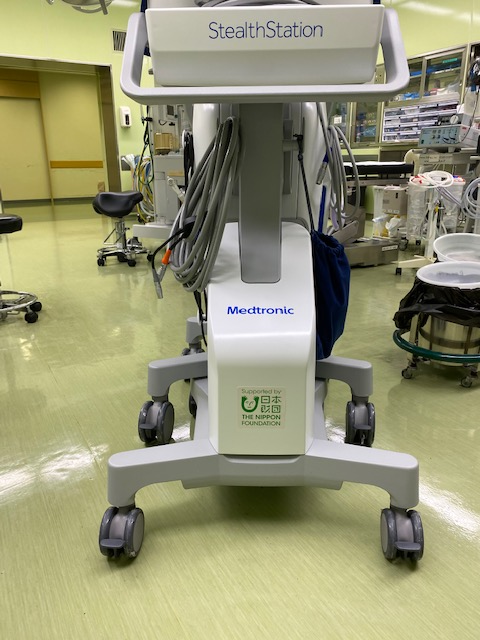 StealthStation
Medtronic
Supported by
日本
財団
THE NIPPON
FOUNDATION